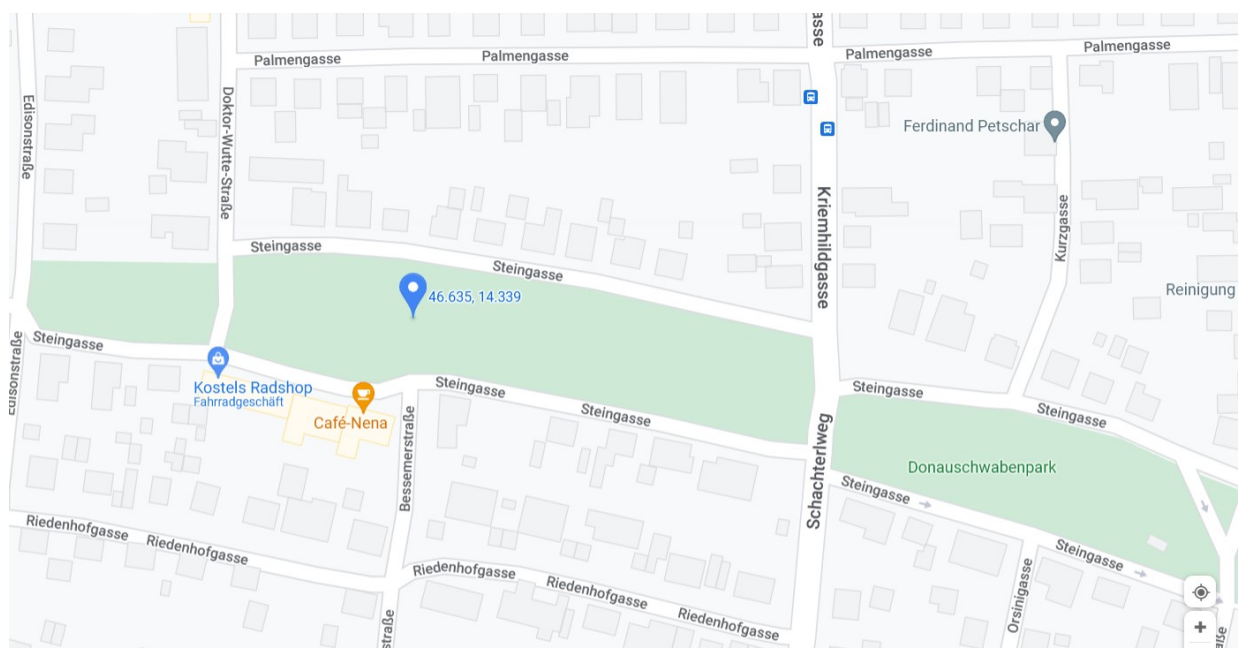 Palmengasse
Palmengasse
Palmengasse
Palmengasse
gasse
Edisonstraße
Doktor-Wutte-Straße
Ferdinand Petschar
Kriemhildgasse
Kurzgasse
Steingasse
Steingasse
46.635, 14.339
Reinigung
Steingasse
Edisonstraße
Kostels Radshop
Fahrradgeschäft
Café-Nena
Steingasse
Steingasse
Bessemerstraße
Steingasse
Steingasse
Schachterlweg
Donauschwabenpark
Steingasse
Steingasse
Riedenhofgasse
Riedenhofgasse
Riedenhofgasse
Riedenhofgasse
Riedenhofgasse
straße
Orsinigasse